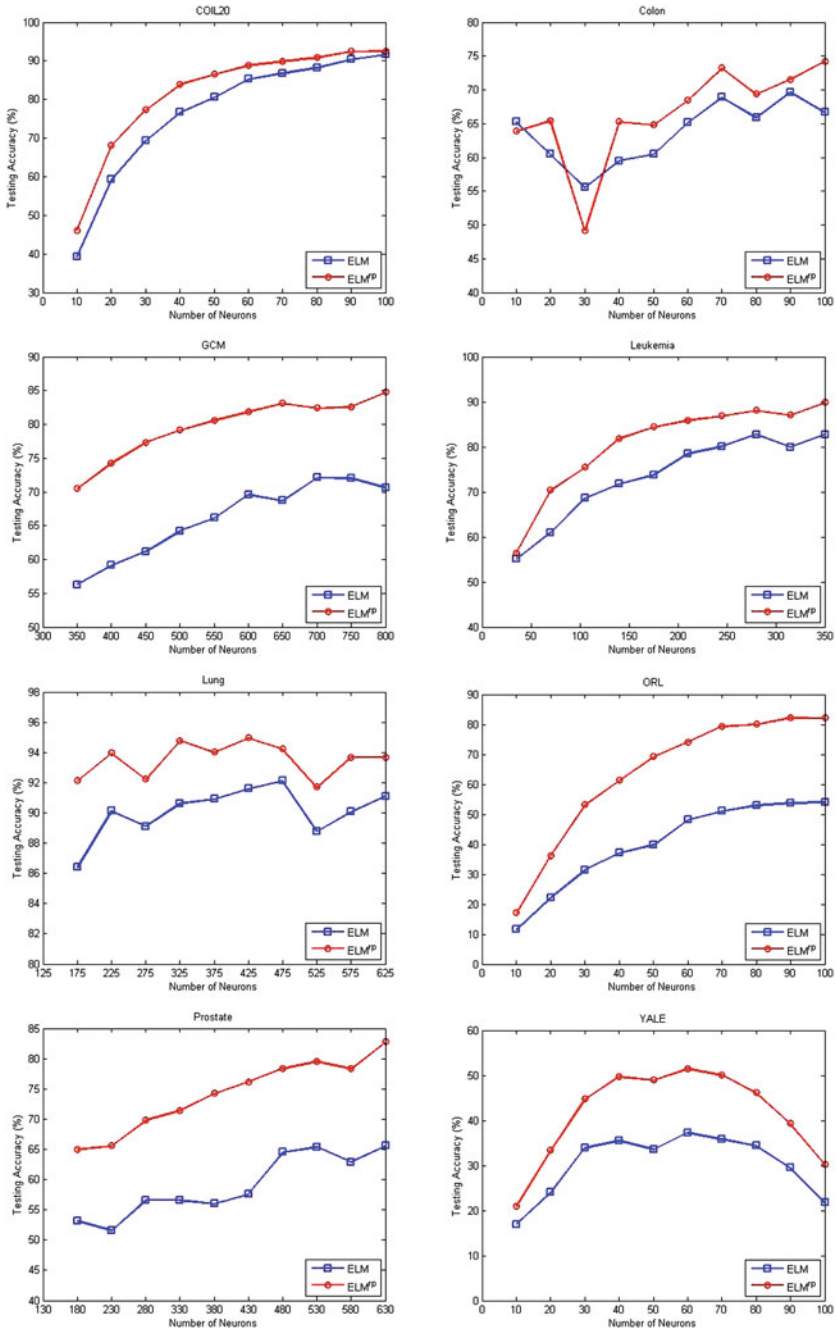 COIL20
Testing Accuracy (%)
100
90
80
70
60
50
40
30
0 10 20 30 40 50 60 70 80 90 100
Number of Neurons
ELM
ELM^rp
Colon
Testing Accuracy (%)
80
75
70
65
60
55
50
45
40
0 10 20 30 40 50 60 70 80 90 100
Number of Neurons
ELM
ELM^rp
GCM
Testing Accuracy (%)
90
85
80
75
70
65
60
55
50
300 350 400 450 500 550 600 650 700 750 800
Number of Neurons
ELM
ELM^rp
Leukemia
Testing Accuracy (%)
100
90
80
70
60
50
40
0 50 100 150 200 250 300 350
Number of Neurons
ELM
ELM^rp
Lung
Testing Accuracy (%)
98
96
94
92
90
88
86
84
82
80
125 175 225 275 325 375 425 475 525 575 625
Number of Neurons
ELM
ELM^rp
ORL
Testing Accuracy (%)
90
80
70
60
50
40
30
20
10
0
0 10 20 30 40 50 60 70 80 90 100
Number of Neurons
ELM
ELM^rp
Prostate
Testing Accuracy (%)
85
80
75
70
65
60
55
50
45
40
130 180 230 280 330 380 430 480 530 580 630
Number of Neurons
ELM
ELM^rp
YALE
Testing Accuracy (%)
60
50
40
30
20
10
0
0 10 20 30 40 50 60 70 80 90 100
Number of Neurons
ELM
ELM^rp